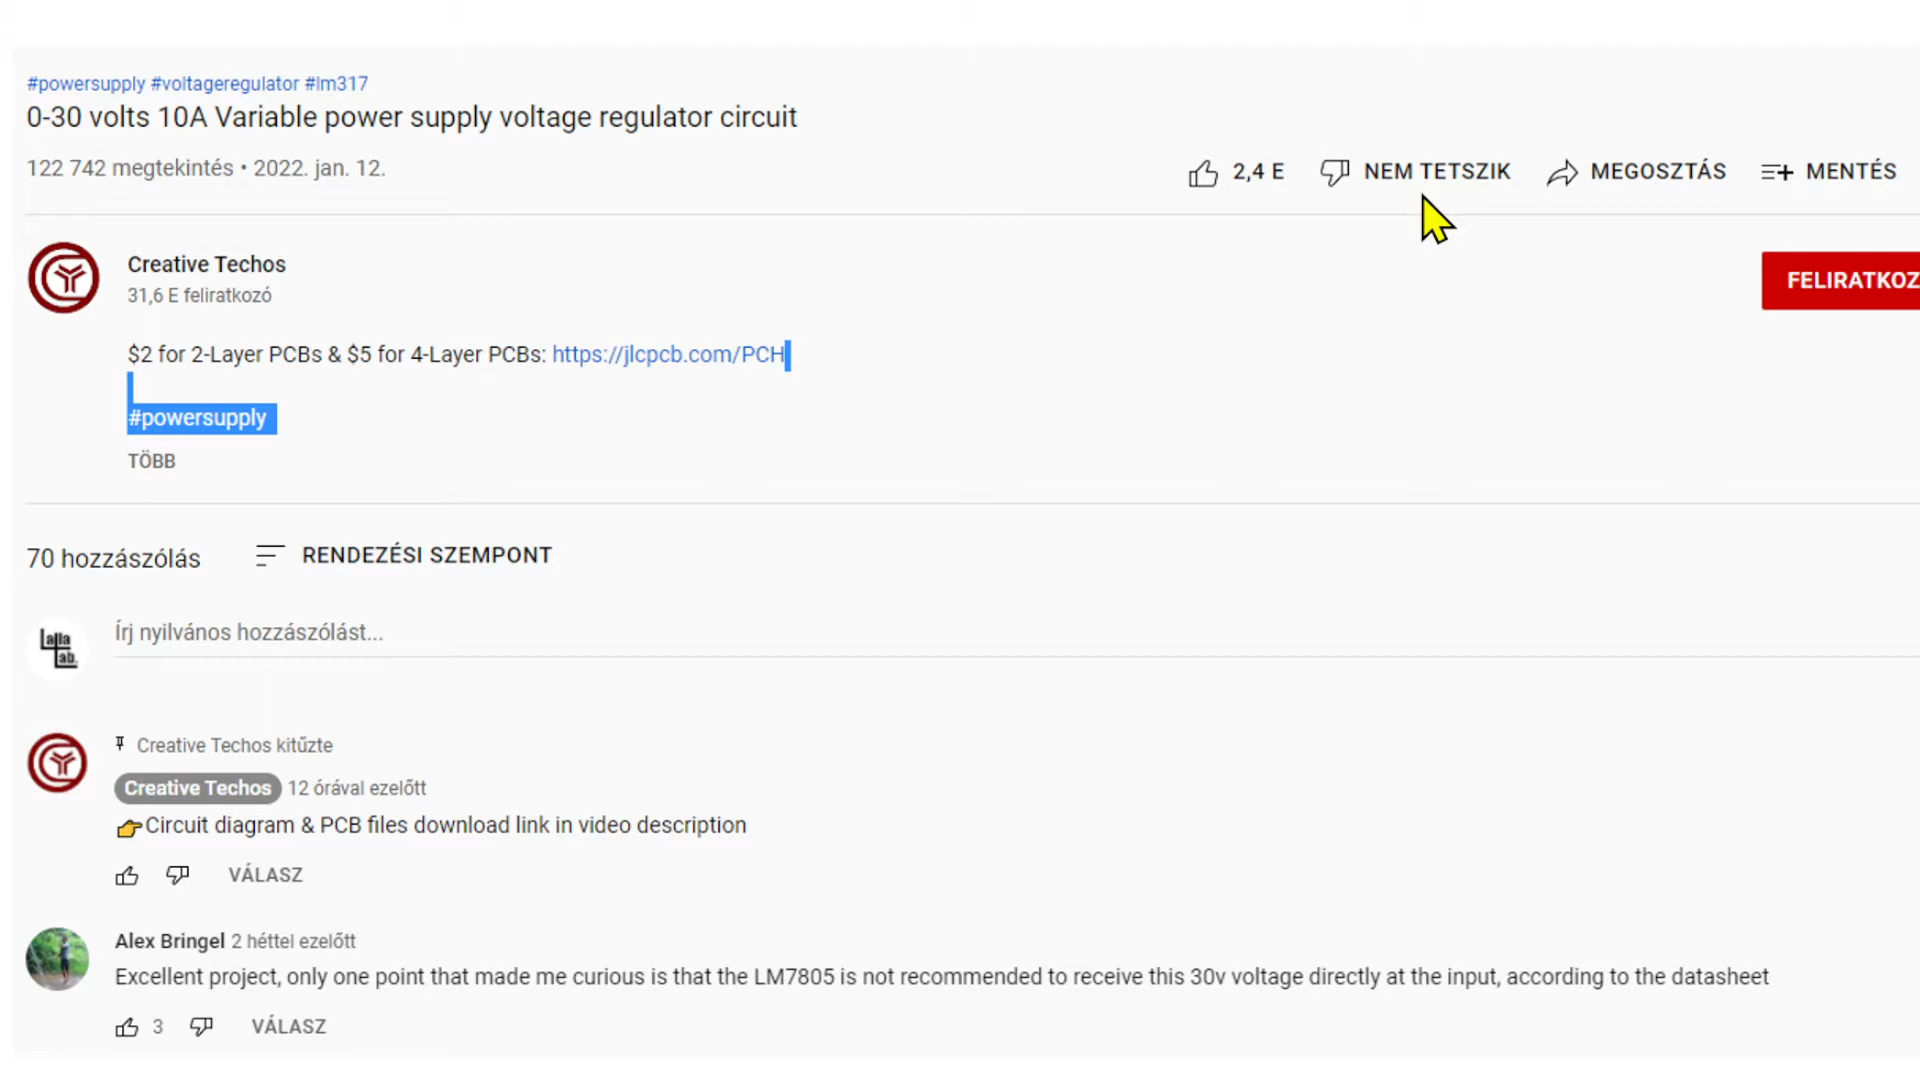 #powersupply #voltageregulator #lm317
0-30 volts 10A Variable power supply voltage regulator circuit
122 742 megtekintés • 2022. jan. 12.
2,4 E NEM TETSZIK MEGOSZTÁS MENTÉS
Creative Techos
31,6 E feliratkozó
FELIRATKOZ
$2 for 2-Layer PCBs & $5 for 4-Layer PCBs: https://jlcpcb.com/PCH
#powersupply
TÖBB
70 hozzászólás RENDEZÉSI SZEMPONT
Lalla
Lab.
Írj nyilvános hozzászólást...
Creative Techos kitűzte
Creative Techos 12 órával ezelőtt
👉Circuit diagram & PCB files download link in video description
VÁLASZ
Alex Bringel 2 héttel ezelőtt
Excellent project, only one point that made me curious is that the LM7805 is not recommended to receive this 30v voltage directly at the input, according to the datasheet
3 VÁLASZ